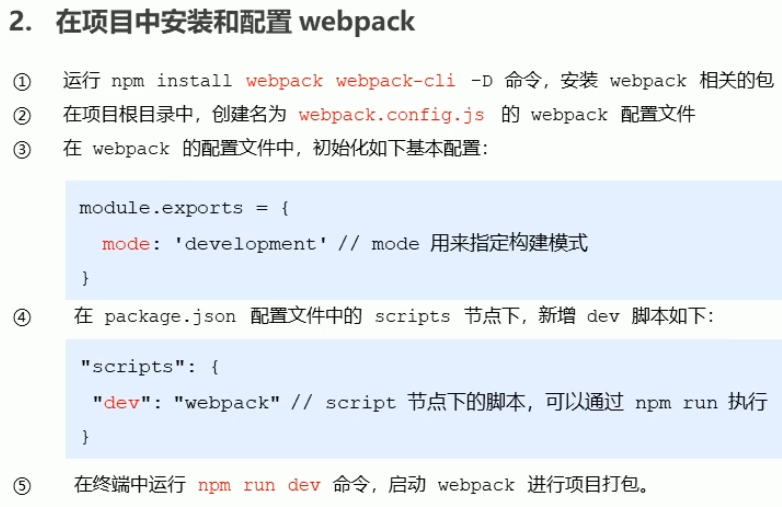 2. 在项目中安装和配置 webpack
① 运行 npm install webpack webpack-cli -D 命令，安装 webpack 相关的包
② 在项目根目录中，创建名为 webpack.config.js 的 webpack 配置文件
③ 在 webpack 的配置文件中，初始化如下基本配置：
module.exports = {
mode: 'development' // mode 用来指定构建模式
}
④ 在 package.json 配置文件中的 scripts 节点下，新增 dev 脚本如下：
"scripts": {
"dev": "webpack" // script 节点下的脚本，可以通过 npm run 执行
}
⑤ 在终端中运行 npm run dev 命令，启动 webpack 进行项目打包。